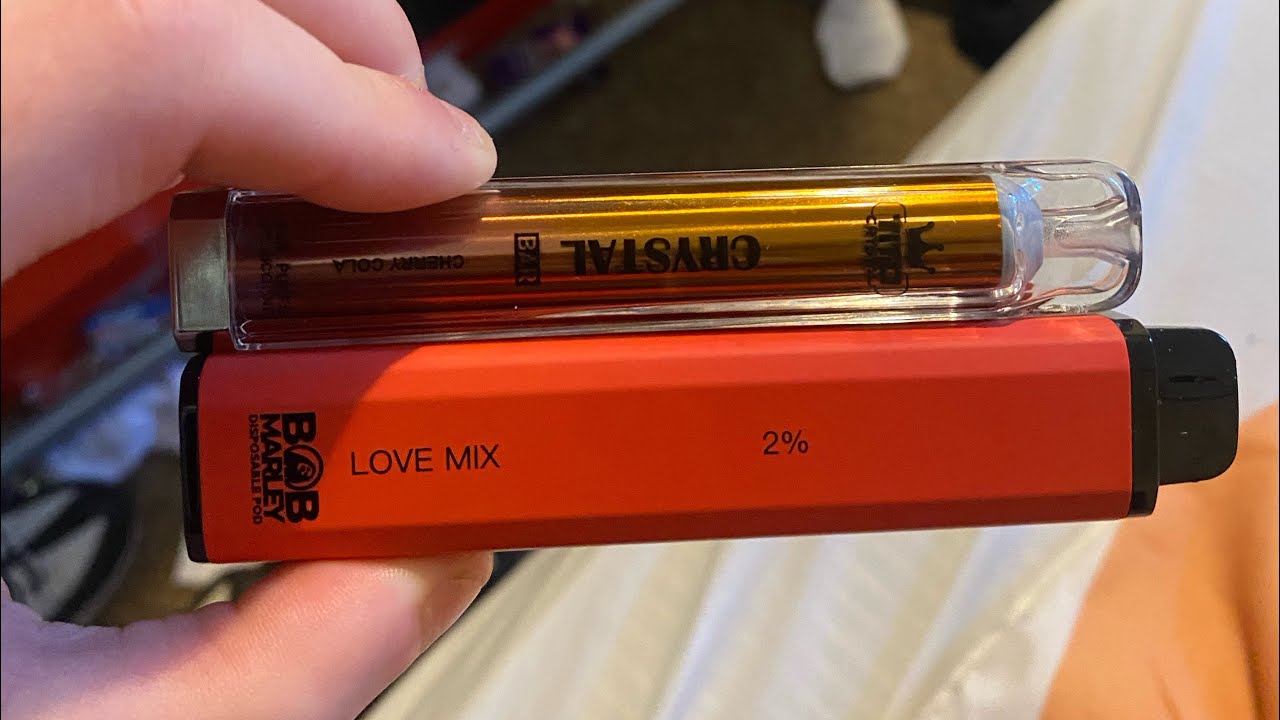 CRYSTAL
BAR
CHERRY COLA
BOB
MARLEY
DISPOSABLE POD
LOVE MIX
2%